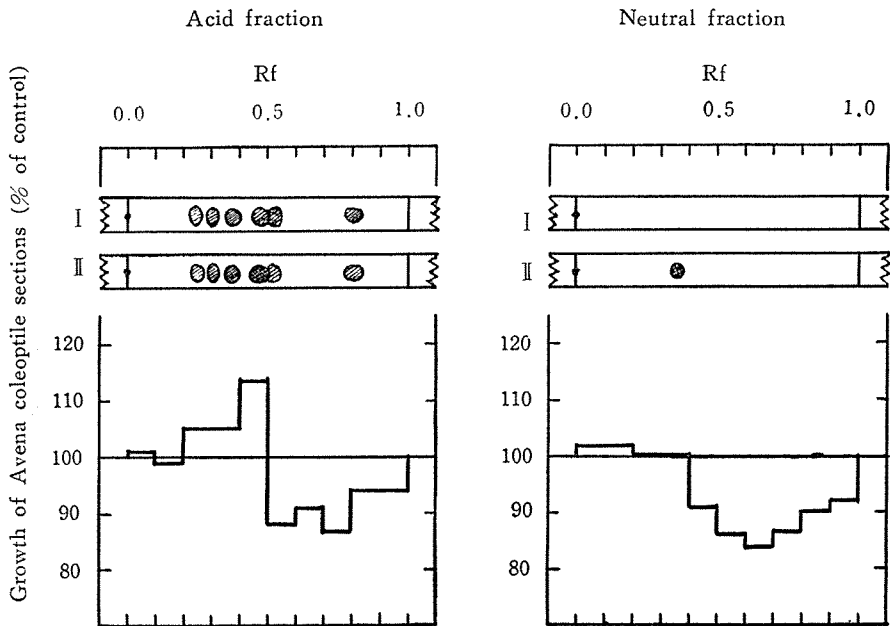 Acid fraction
Neutral fraction
Rf
Rf
0.0 0.5 1.0
0.0 0.5 1.0
I
I
II
II
Growth of Avena coleoptile sections (% of control)
120
110
100
90
80
120
110
100
90
80